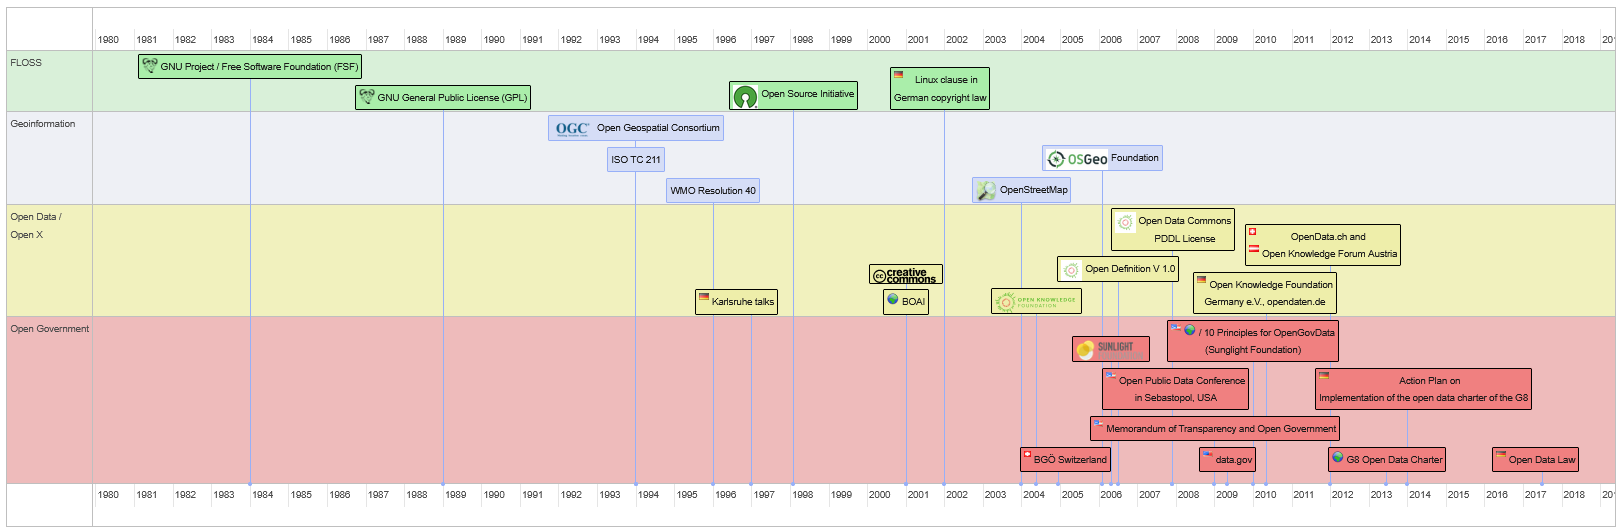 1980 1981 1982 1983 1984 1985 1986 1987 1988 1989 1990 1991 1992 1993 1994 1995 1996 1997 1998 1999 2000 2001 2002 2003 2004 2005 2006 2007 2008 2009 2010 2011 2012 2013 2014 2015 2016 2017 2018
FLOSS
GNU Project / Free Software Foundation (FSF)
GNU General Public License (GPL)
Open Source Initiative
Linux clause in
German copyright law
Geoinformation
OGC
Open Geospatial Consortium
ISO TC 211
WMO Resolution 40
OSGeo Foundation
OpenStreetMap
Open Data /
Open X
Open Data Commons
PDDL License
OpenData.ch and
Open Knowledge Forum Austria
Open Definition V 1.0
cc creative
commons
Open Knowledge Foundation
Germany e.V., opendaten.de
Karlsruhe talks
BOAI
OPEN KNOWLEDGE
FOUNDATION
Open Government
/ 10 Principles for OpenGovData
(Sunglight Foundation)
SUNLIGHT
Open Public Data Conference
in Sebastopol, USA
Action Plan on
Implementation of the open data charter of the G8
Memorandum of Transparency and Open Government
BGÖ Switzerland
data.gov
G8 Open Data Charter
Open Data Law
1980 1981 1982 1983 1984 1985 1986 1987 1988 1989 1990 1991 1992 1993 1994 1995 1996 1997 1998 1999 2000 2001 2002 2003 2004 2005 2006 2007 2008 2009 2010 2011 2012 2013 2014 2015 2016 2017 2018